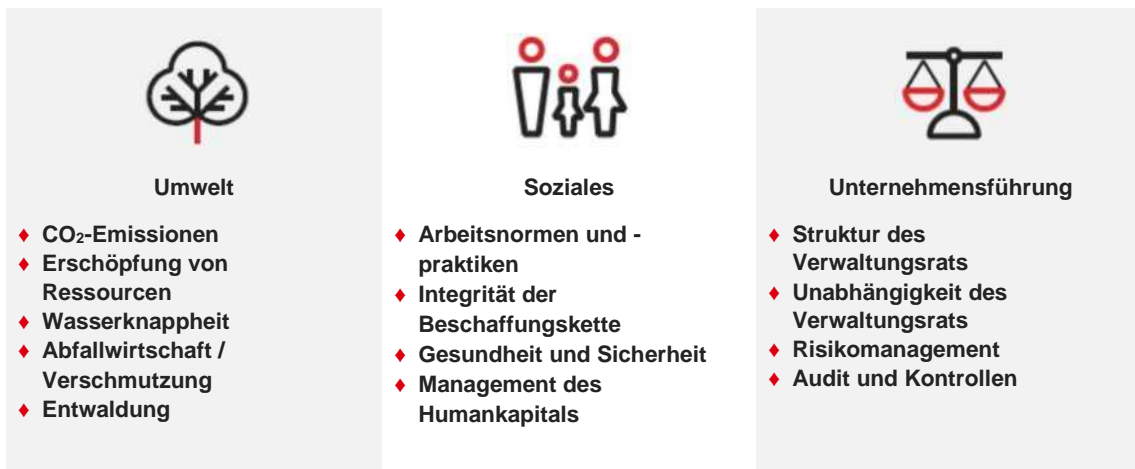 Umwelt
♦ CO₂-Emissionen
♦ Erschöpfung von
Ressourcen
♦ Wasserknappheit
♦ Abfallwirtschaft /
Verschmutzung
♦ Entwaldung
Soziales
♦ Arbeitsnormen und -
praktiken
♦ Integrität der
Beschaffungskette
♦ Gesundheit und Sicherheit
♦ Management des
Humankapitals
Unternehmensführung
♦ Struktur des
Verwaltungsrats
♦ Unabhängigkeit des
Verwaltungsrats
♦ Risikomanagement
♦ Audit und Kontrollen